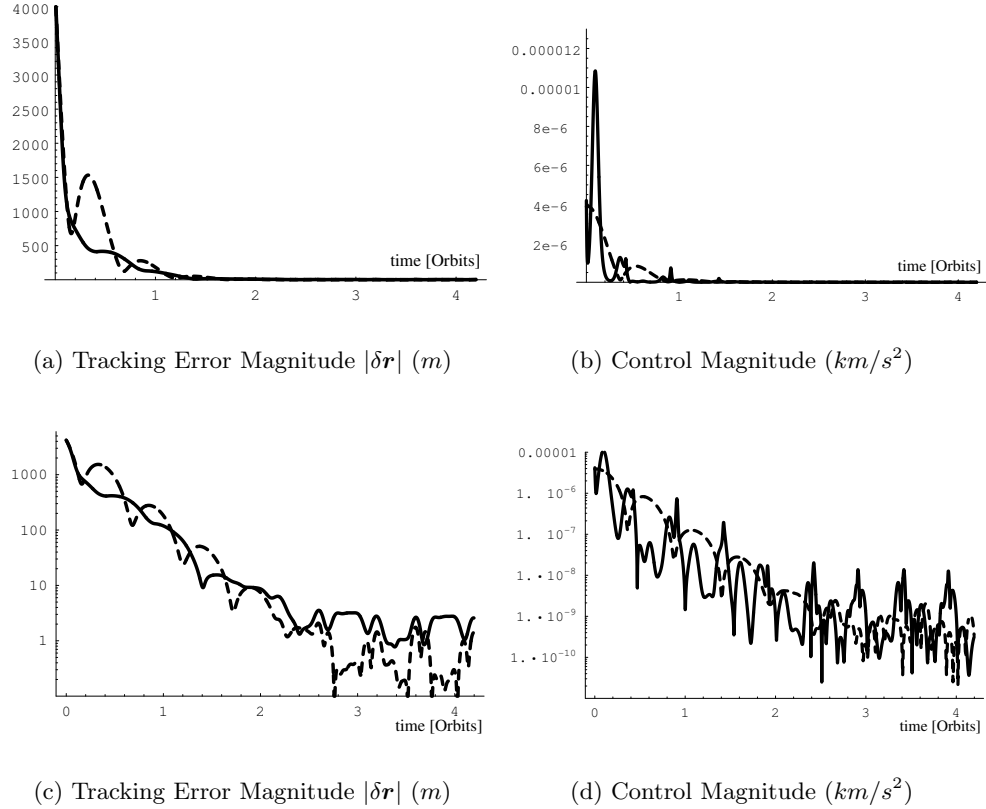 4000
3500
3000
2500
2000
1500
1000
500
time [Orbits]
1 2 3 4
(a) Tracking Error Magnitude |δr| (m)
0.000012
0.00001
8e-6
6e-6
4e-6
2e-6
time [Orbits]
1 2 3 4
(b) Control Magnitude (km/s²)
1000
100
10
1
0 1 2 3 4
time [Orbits]
(c) Tracking Error Magnitude |δr| (m)
0.00001
1. 10⁻⁶
1. 10⁻⁷
1.·10⁻⁸
1.·10⁻⁹
1.·10⁻¹⁰
0 1 2 3 4
time [Orbits]
(d) Control Magnitude (km/s²)